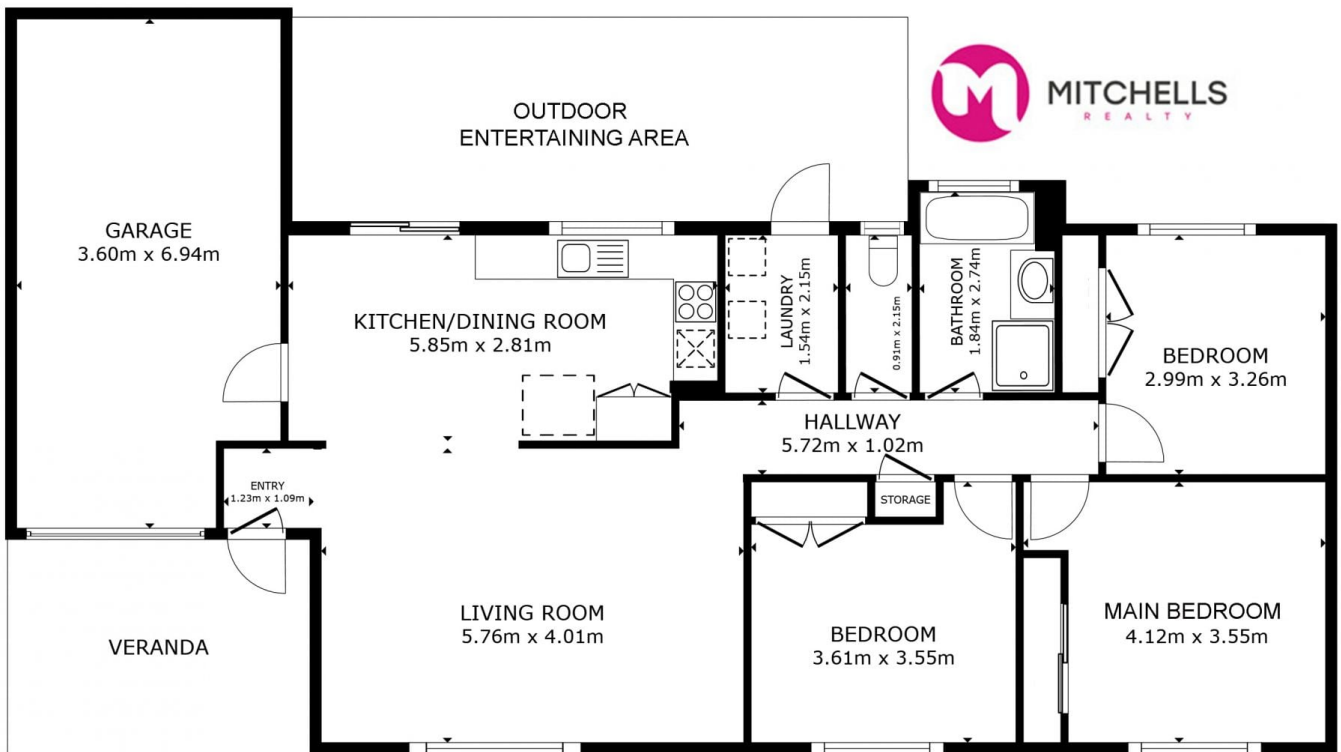 MITCHELLS
REALTY
OUTDOOR
ENTERTAINING AREA
GARAGE
3.60m x 6.94m
KITCHEN/DINING ROOM
5.85m x 2.81m
LAUNDRY
1.54m x 2.15m
0.91m x 2.15m
BATHROOM
1.84m x 2.74m
BEDROOM
2.99m x 3.26m
HALLWAY
5.72m x 1.02m
ENTRY
1.23m x 1.09m
STORAGE
LIVING ROOM
5.76m x 4.01m
BEDROOM
3.61m x 3.55m
MAIN BEDROOM
4.12m x 3.55m
VERANDA